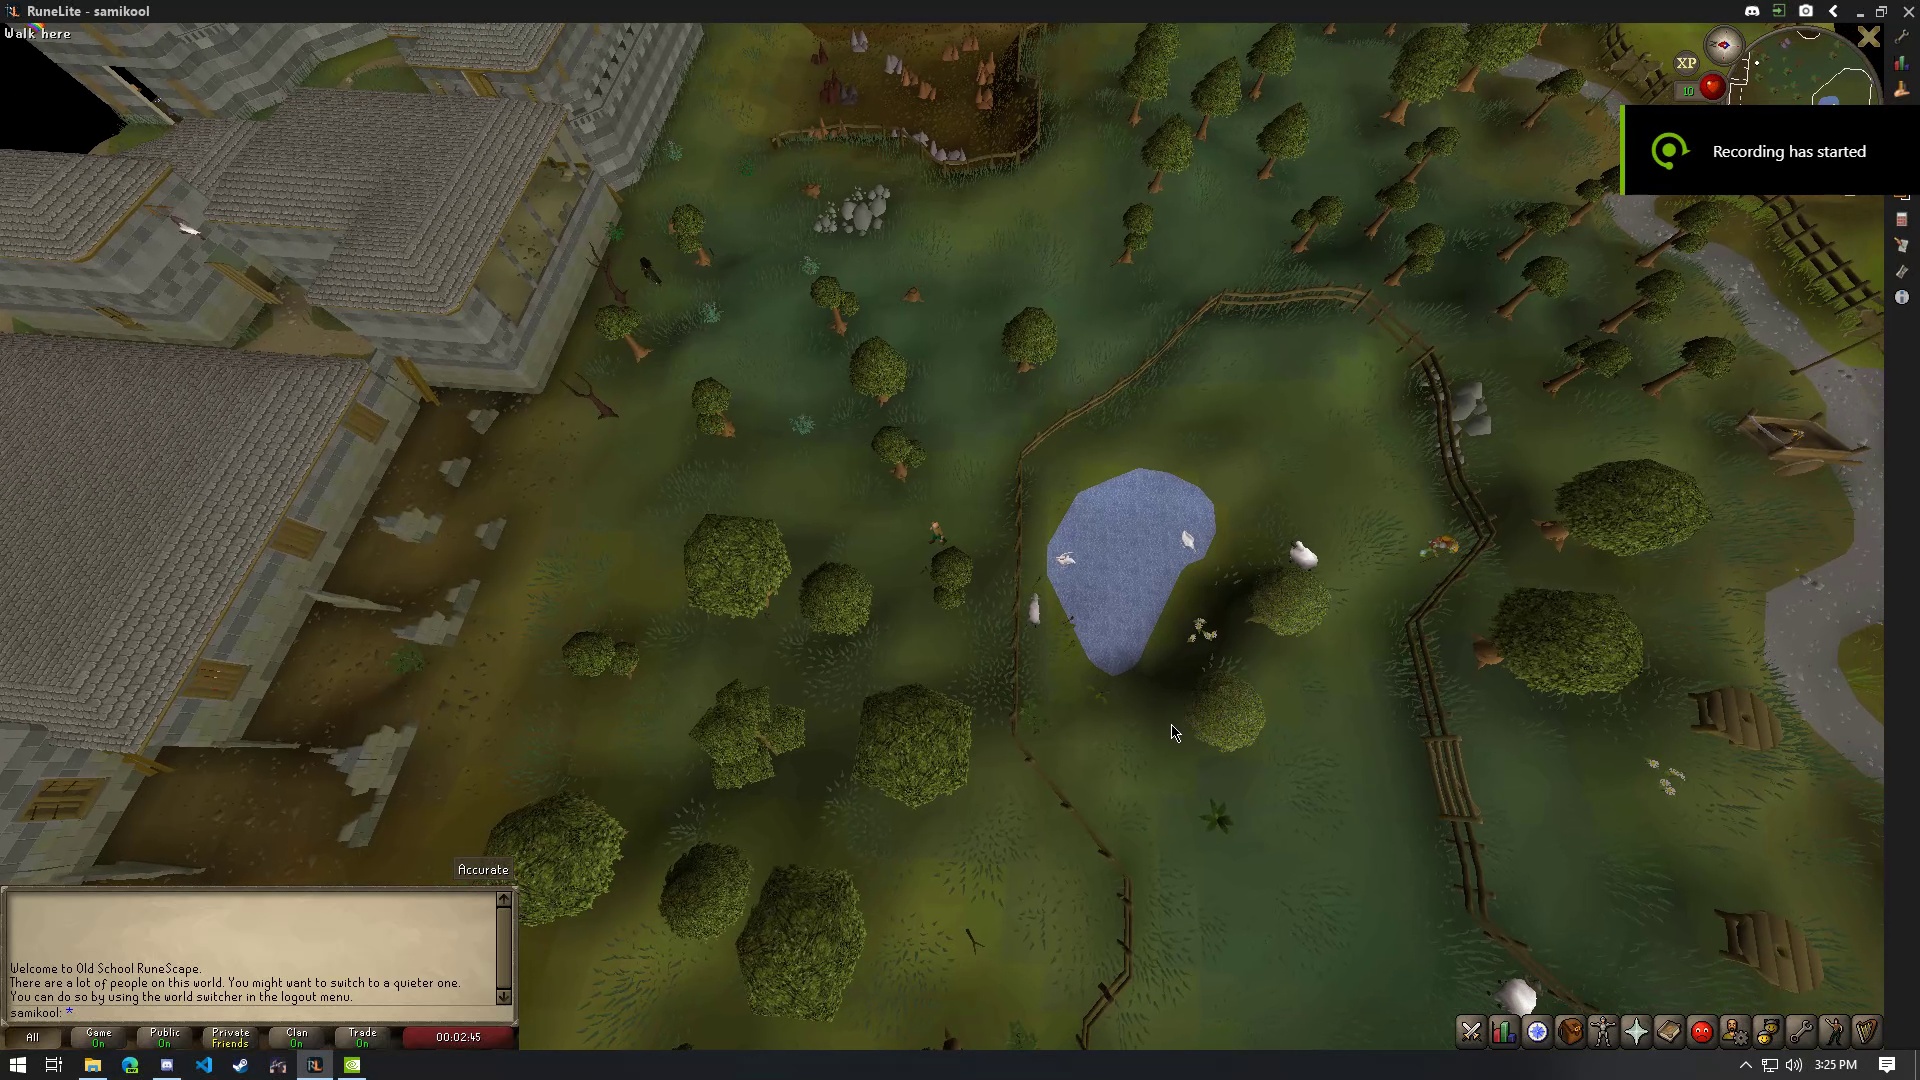 RuneLite - samikool
Walk here
XP
10
Recording has started
Accurate
Welcome to Old School RuneScape.
There are a lot of people on this world. You might want to switch to a quieter one.
You can do so by using the world switcher in the logout menu.
samikool: *
All
Game
On
Public
On
Private
Friends
Clan
On
Trade
On
00:02:45
3:25 PM